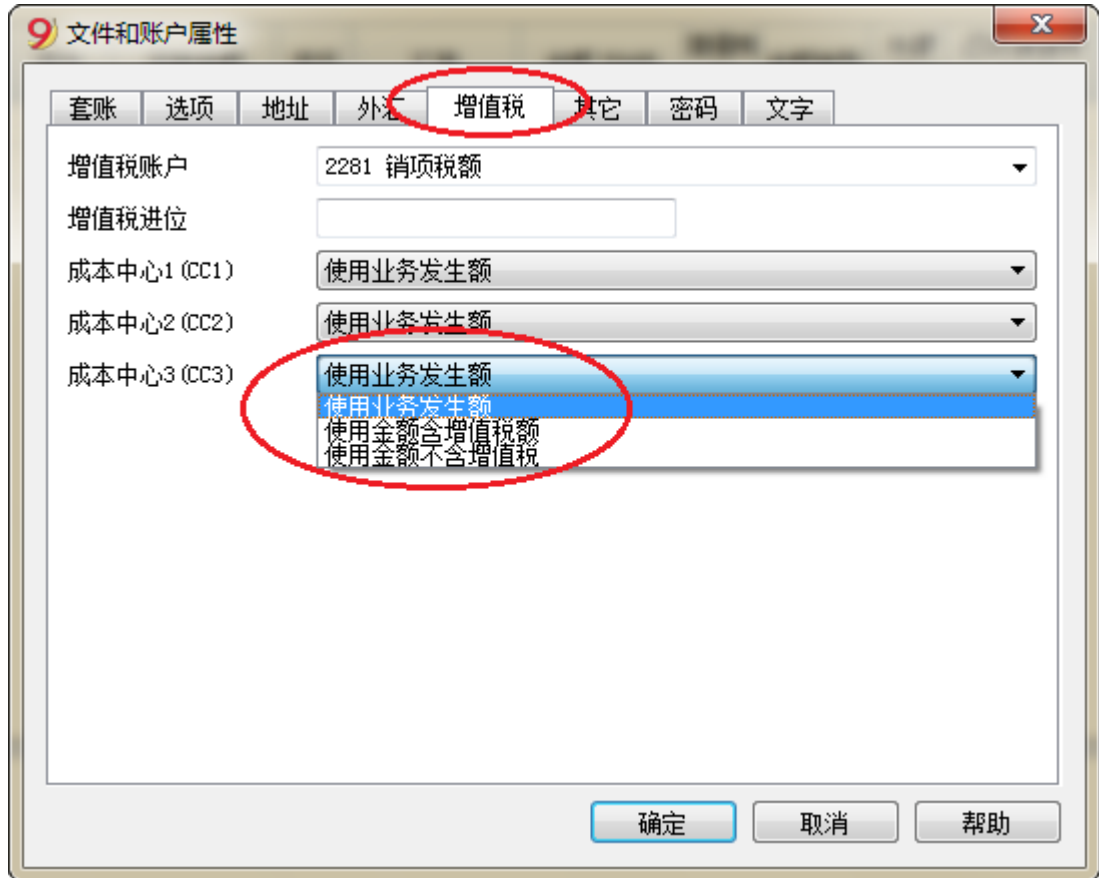 9 文件和账户属性
套账 选项 地址 外汇 增值税 其它 密码 文字
增值税账户 2281 销项税额
增值税进位
成本中心1(CC1) 使用业务发生额
成本中心2(CC2) 使用业务发生额
成本中心3(CC3) 使用业务发生额
使用业务发生额
使用金额含增值税额
使用金额不含增值税
确定 取消 帮助